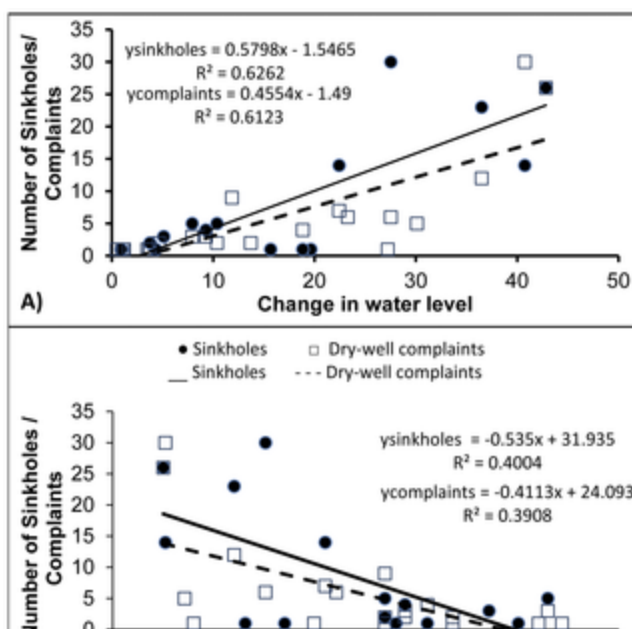 35
30
25
20
15
10
5
0
Number of Sinkholes/
Complaints
ysinkholes = 0.5798x - 1.5465
R² = 0.6262
ycomplaints = 0.4554x - 1.49
R² = 0.6123
0 10 20 30 40 50
A) Change in water level
Sinkholes Dry-well complaints
Sinkholes Dry-well complaints
35
30
25
20
15
10
5
Number of Sinkholes /
Complaints
ysinkholes = -0.535x + 31.935
R² = 0.4004
ycomplaints = -0.4113x + 24.093
R² = 0.3908